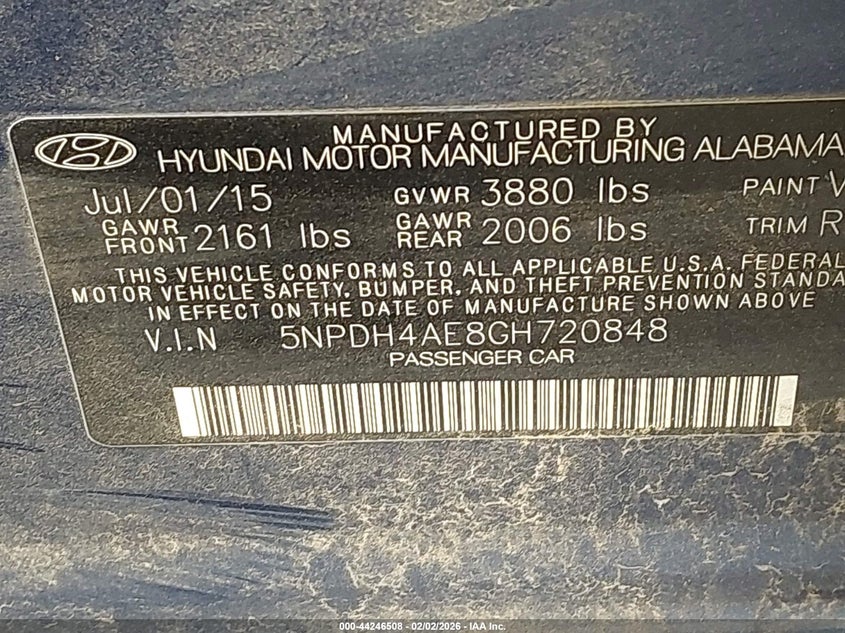 MANUFACTURED BY
HYUNDAI MOTOR MANUFACTURING ALABAMA
Jul/01/15 GVWR 3880 lbs PAINT V
GAWR FRONT 2161 lbs GAWR REAR 2006 lbs TRIM R
THIS VEHICLE CONFORMS TO ALL APPLICABLE U.S.A. FEDERAL
MOTOR VEHICLE SAFETY, BUMPER, AND THEFT PREVENTION STANDA
IN EFFECT ON THE DATE OF MANUFACTURE SHOWN ABOVE
V.I.N 5NPDH4AE8GH720848
PASSENGER CAR
000-44246508 - 02/02/2026 - IAA Inc.